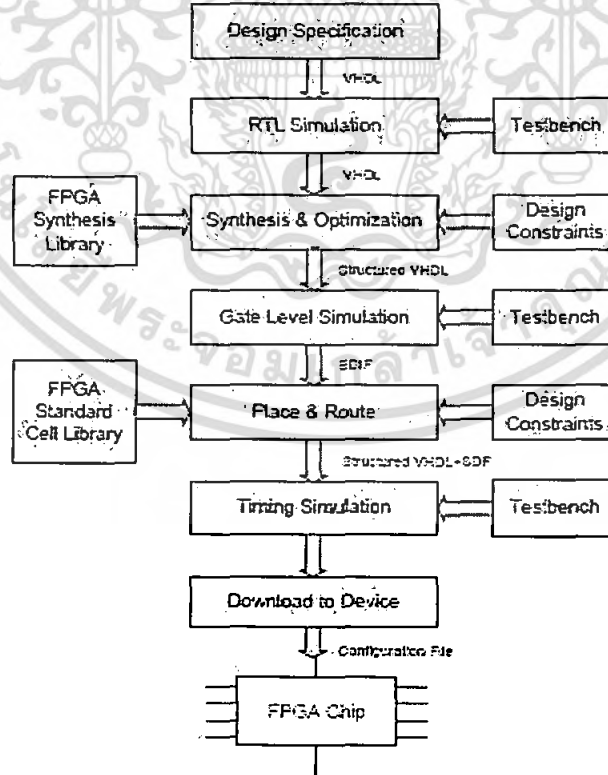 Design Specification
VHDL
RTL Simulation
Testbench
VHDL
FPGA
Synthesis
Library
Synthesis & Optimization
Design
Constraints
Structured VHDL
Gate Level Simulation
Testbench
EDIF
FPGA
Standard
Cell Library
Place & Route
Design
Constraints
Structured VHDL+SDF
Timing Simulation
Testbench
Download to Device
Configuration File
FPGA Chip